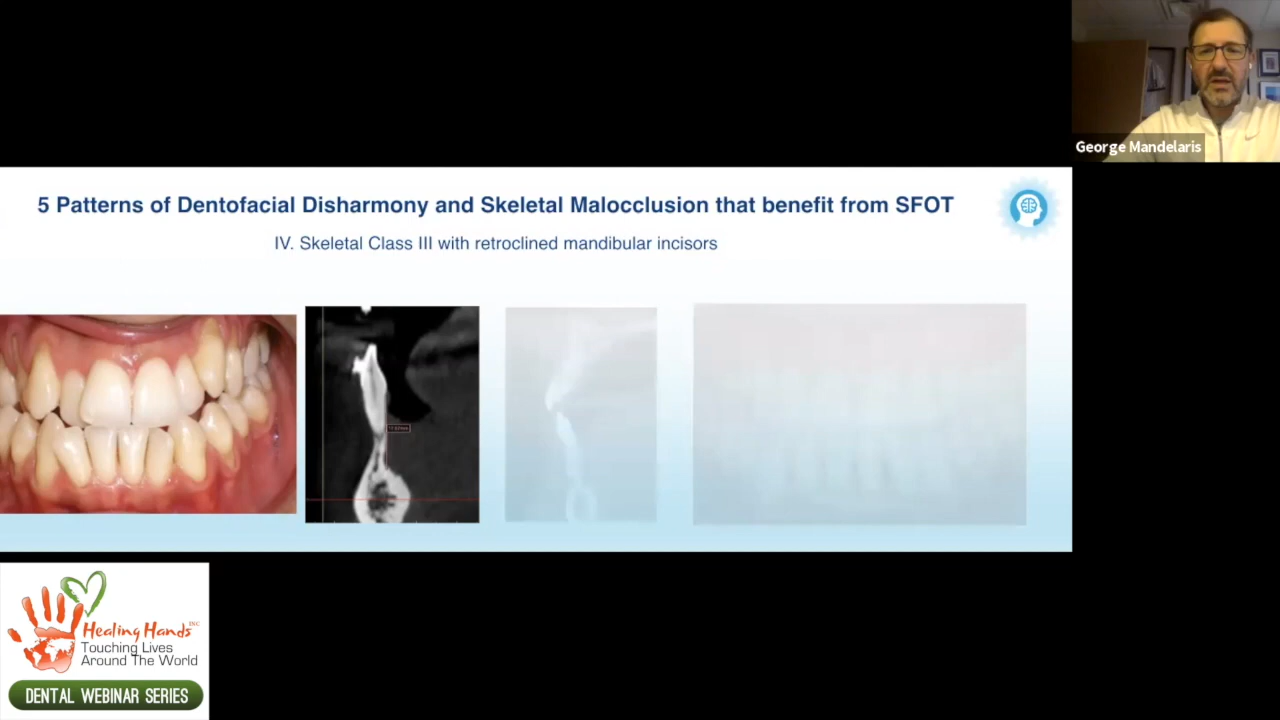 George Mandelaris
5 Patterns of Dentofacial Disharmony and Skeletal Malocclusion that benefit from SFOT
IV. Skeletal Class III with retroclined mandibular incisors
Healing Hands INC
Touching Lives
Around The World
DENTAL WEBINAR SERIES